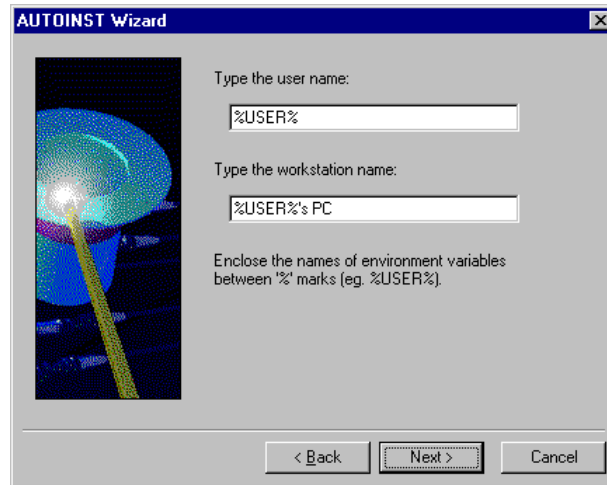 AUTOINST Wizard
Type the user name:
%USER%
Type the workstation name:
%USER%'s PC
Enclose the names of environment variables
between '%' marks (eg. %USER%).
< Back
Next >
Cancel